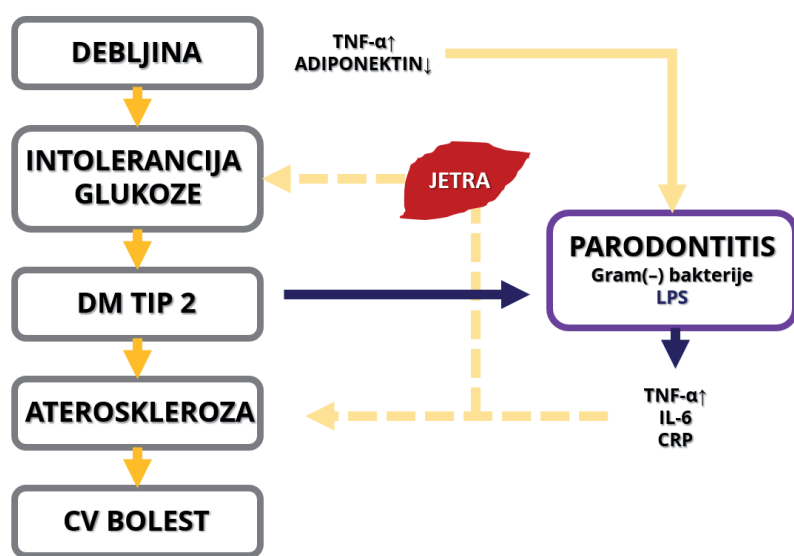 DEBLJINA
TNF-α↑
ADIPONEKTIN↓
INTOLERANCIJA
GLUKOZE
JETRA
PARODONTITIS
Gram(–) bakterije
LPS
DM TIP 2
ATEROSKLEROZA
TNF-α↑
IL-6
CRP
CV BOLEST